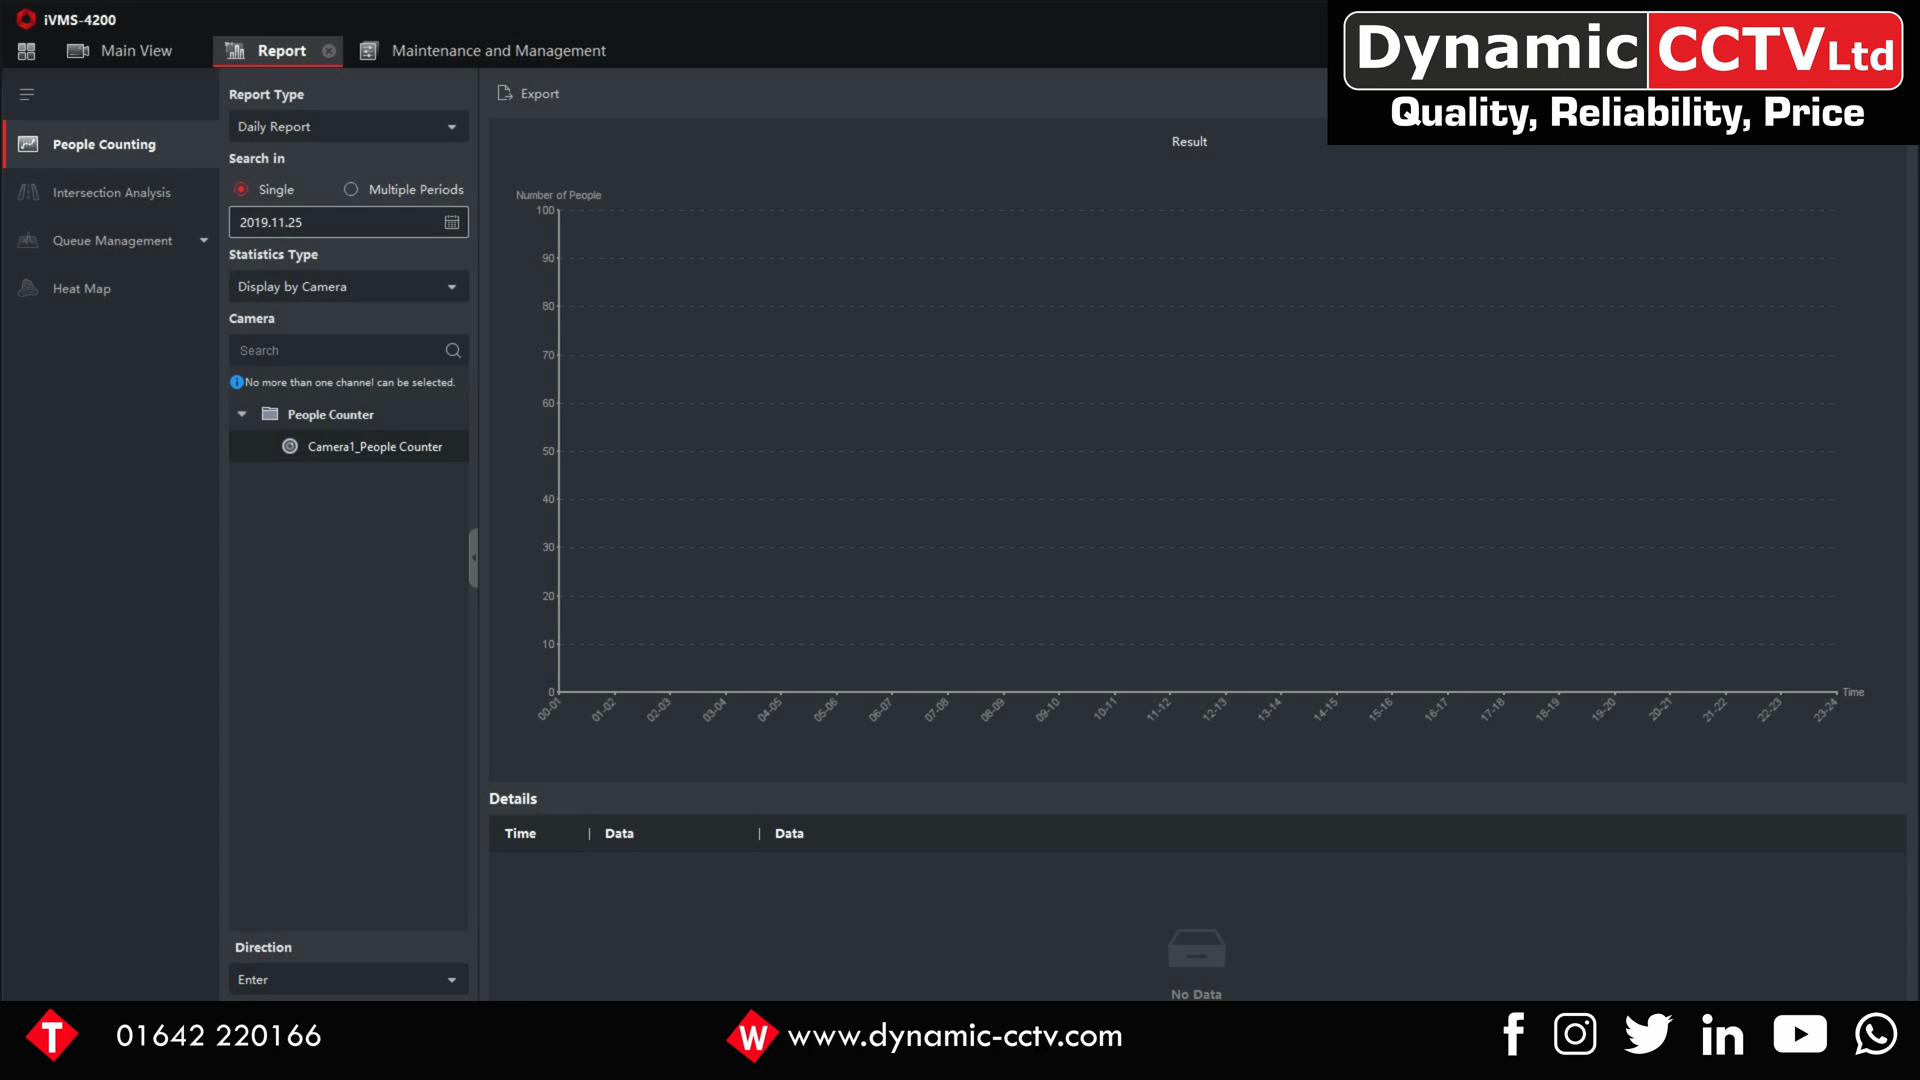 iVMS-4200
Main View
Report
Maintenance and Management
Dynamic CCTV Ltd
Quality, Reliability, Price
People Counting
Intersection Analysis
Queue Management
Heat Map
Report Type
Daily Report
Search in
Single
Multiple Periods
2019.11.25
Statistics Type
Display by Camera
Camera
Search
No more than one channel can be selected.
People Counter
Camera1_People Counter
Direction
Enter
Export
Result
Number of People
100
90
80
70
60
50
40
30
20
10
0
00-01 01-02 02-03 03-04 04-05 05-06 06-07 07-08 08-09 09-10 10-11 11-12 12-13 13-14 14-15 15-16 16-17 17-18 18-19 19-20 20-21 21-22 22-23 23-24
Time
Details
Time | Data | Data
No Data
T 01642 220166
W www.dynamic-cctv.com